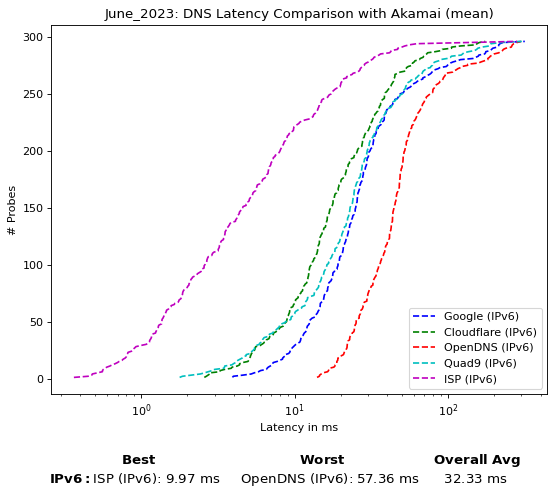 June_2023: DNS Latency Comparison with Akamai (mean)
300
250
200
150
100
50
0
# Probes
10⁰
10¹
10²
Latency in ms
Google (IPv6)
Cloudflare (IPv6)
OpenDNS (IPv6)
Quad9 (IPv6)
ISP (IPv6)
Best Worst Overall Avg
IPv6: ISP (IPv6): 9.97 ms OpenDNS (IPv6): 57.36 ms 32.33 ms